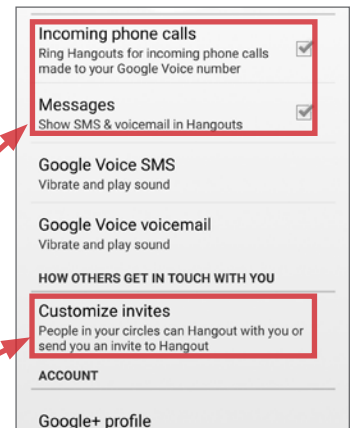 Incoming phone calls
Ring Hangouts for incoming phone calls
made to your Google Voice number
Messages
Show SMS & voicemail in Hangouts
Google Voice SMS
Vibrate and play sound
Google Voice voicemail
Vibrate and play sound
HOW OTHERS GET IN TOUCH WITH YOU
Customize invites
People in your circles can Hangout with you or
send you an invite to Hangout
ACCOUNT
Google+ profile